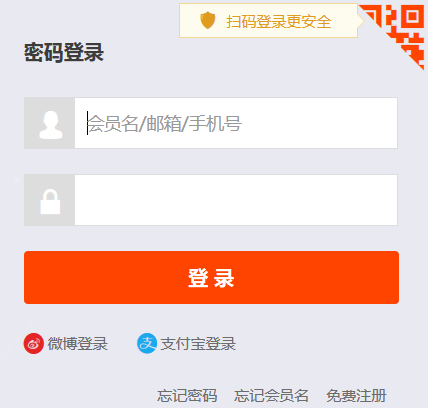 扫码登录更安全
密码登录
会员名/邮箱/手机号
登 录
微博登录 支付宝登录
忘记密码 忘记会员名 免费注册